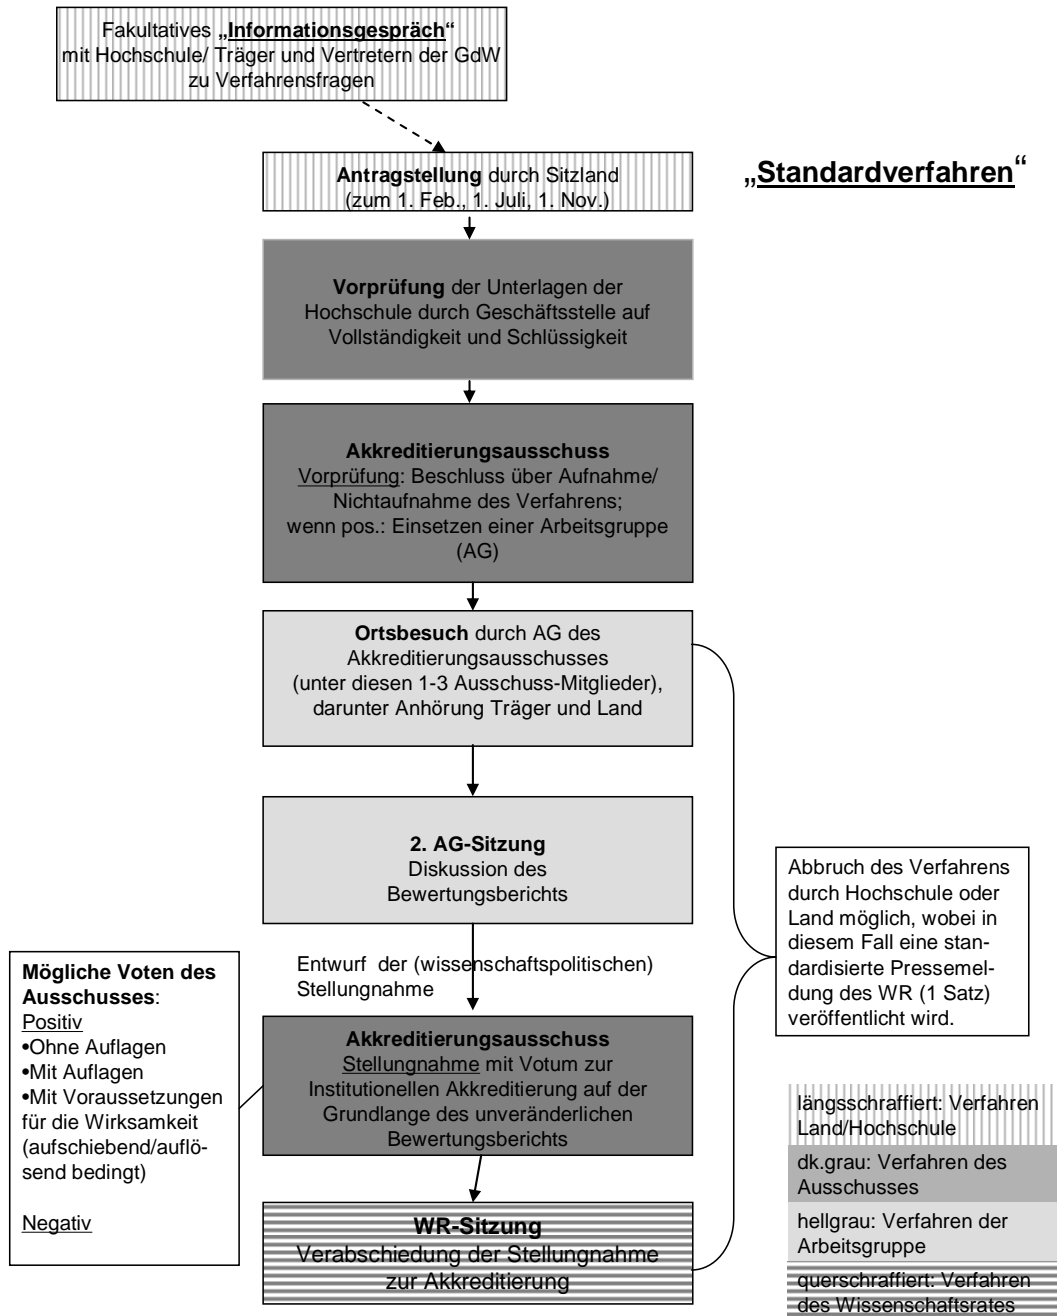 Fakultatives „Informationsgespräch“
mit Hochschule/ Träger und Vertretern der GdW
zu Verfahrensfragen
„Standardverfahren“
Antragstellung durch Sitzland
(zum 1. Feb., 1. Juli, 1. Nov.)
Vorprüfung der Unterlagen der
Hochschule durch Geschäftsstelle auf
Vollständigkeit und Schlüssigkeit
Akkreditierungsausschuss
Vorprüfung: Beschluss über Aufnahme/
Nichtaufnahme des Verfahrens;
wenn pos.: Einsetzen einer Arbeitsgruppe
(AG)
Ortsbesuch durch AG des
Akkreditierungsausschusses
(unter diesen 1-3 Ausschuss-Mitglieder),
darunter Anhörung Träger und Land
2. AG-Sitzung
Diskussion des
Bewertungsberichts
Abbruch des Verfahrens
durch Hochschule oder
Land möglich, wobei in
diesem Fall eine stan-
dardisierte Pressemel-
dung des WR (1 Satz)
veröffentlicht wird.
Entwurf der (wissenschaftspolitischen)
Stellungnahme
Mögliche Voten des
Ausschusses:
Positiv
•Ohne Auflagen
•Mit Auflagen
•Mit Voraussetzungen
für die Wirksamkeit
(aufschiebend/auflö-
send bedingt)
Negativ
Akkreditierungsausschuss
Stellungnahme mit Votum zur
Institutionellen Akkreditierung auf der
Grundlange des unveränderlichen
Bewertungsberichts
WR-Sitzung
Verabschiedung der Stellungnahme
zur Akkreditierung
längsschraffiert: Verfahren
Land/Hochschule
dk.grau: Verfahren des
Ausschusses
hellgrau: Verfahren der
Arbeitsgruppe
querschraffiert: Verfahren
des Wissenschaftsrates